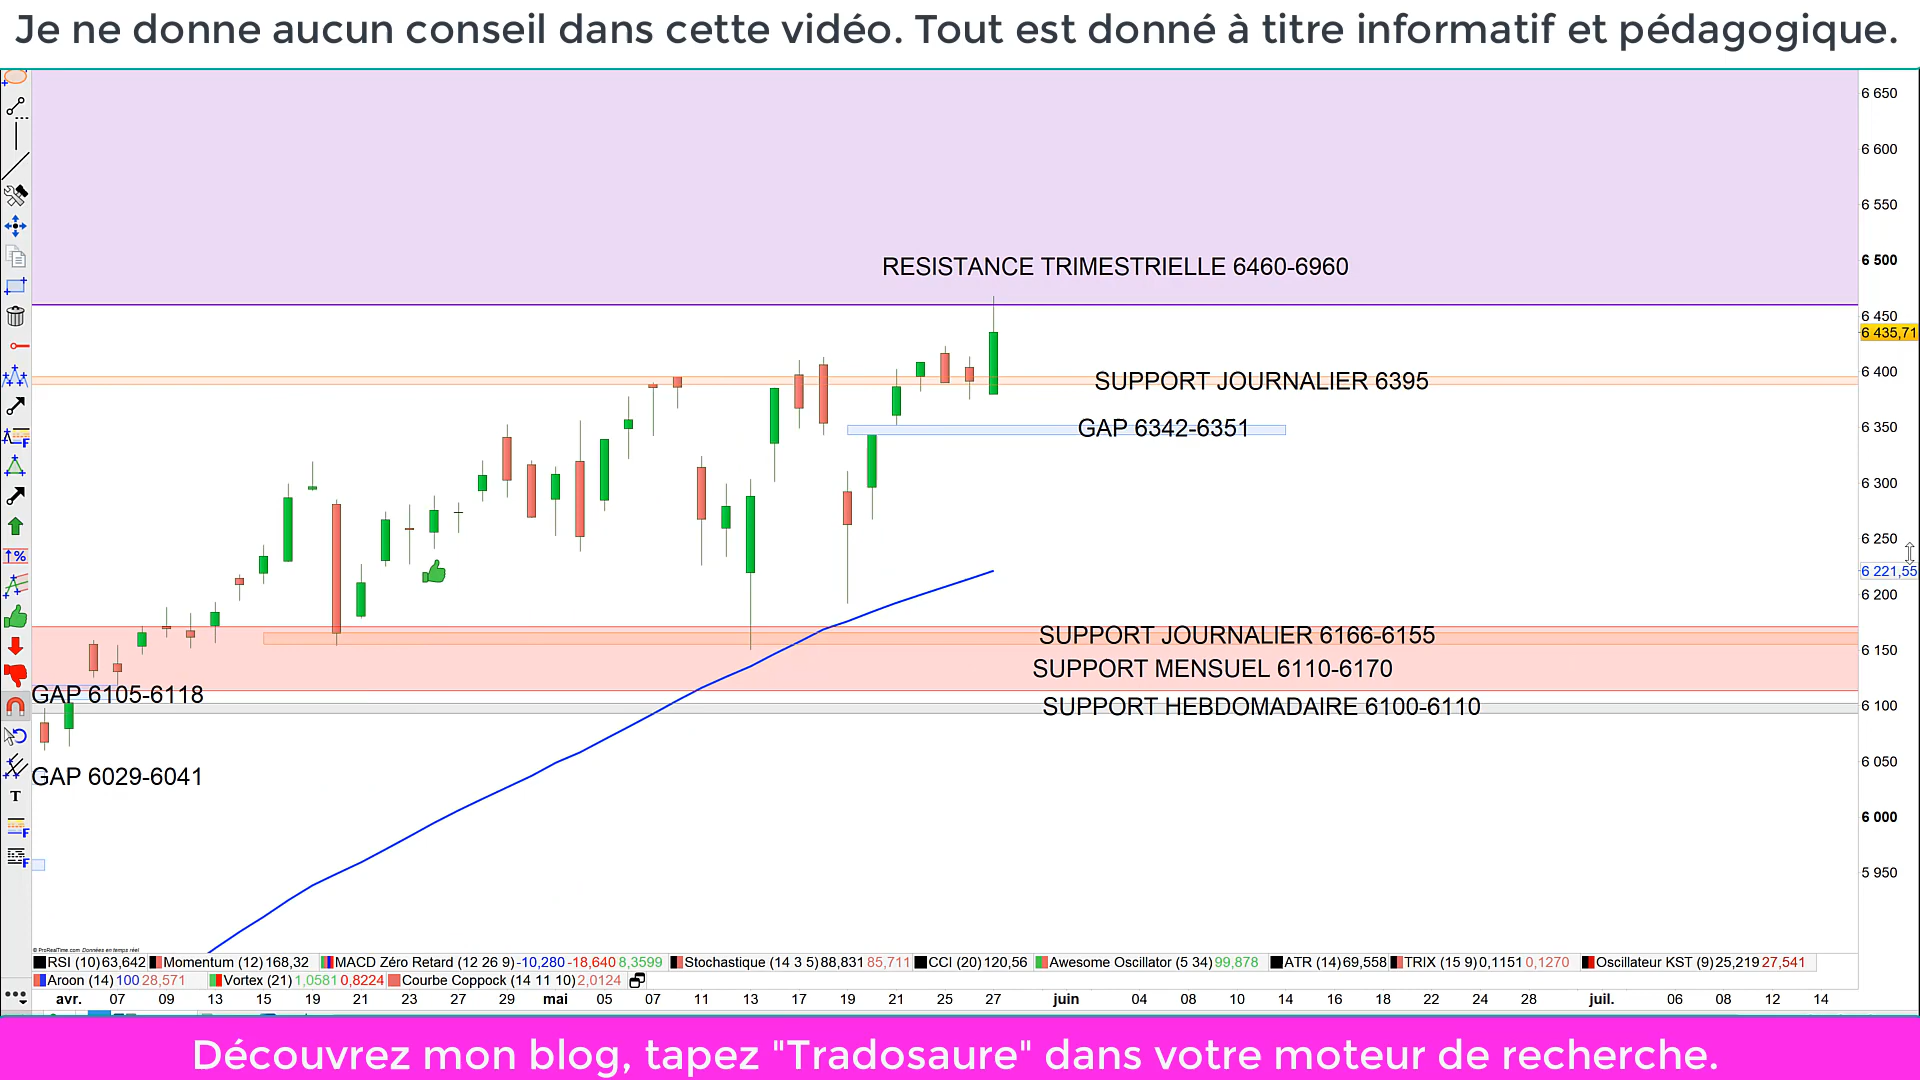 Je ne donne aucun conseil dans cette vidéo. Tout est donné à titre informatif et pédagogique.
6 650
6 600
6 550
RESISTANCE TRIMESTRIELLE 6460-6960
6 500
6 450
6 435,71
6 400
SUPPORT JOURNALIER 6395
GAP 6342-6351
6 350
6 300
6 250
6 221,55
6 200
SUPPORT JOURNALIER 6166-6155
6 150
SUPPORT MENSUEL 6110-6170
GAP 6105-6118
SUPPORT HEBDOMADAIRE 6100-6110
6 100
6 050
GAP 6029-6041
T
F
F
F
%
6 000
5 950
© ProRealTime.com Données en temps réel
RSI (10) 63,642 Momentum (12) 168,32 MACD Zéro Retard (12 26 9) -10,280 -18,640 8,3599 Stochastique (14 3 5) 88,831 85,711 CCI (20) 120,56 Awesome Oscillator (5 34) 99,878 ATR (14) 69,558 TRIX (15 9) 0,1151 0,1270 Oscillateur KST (9) 25,219 27,541
Aroon (14) 100 28,571 Vortex (21) 1,0581 0,8224 Courbe Coppock (14 11 10) 2,0124
avr. 07 09 13 15 19 21 23 27 29 mai 05 07 11 13 17 19 21 25 27 juin 04 08 10 14 16 18 22 24 28 juil. 06 08 12 14
Découvrez mon blog, tapez "Tradosaure" dans votre moteur de recherche.